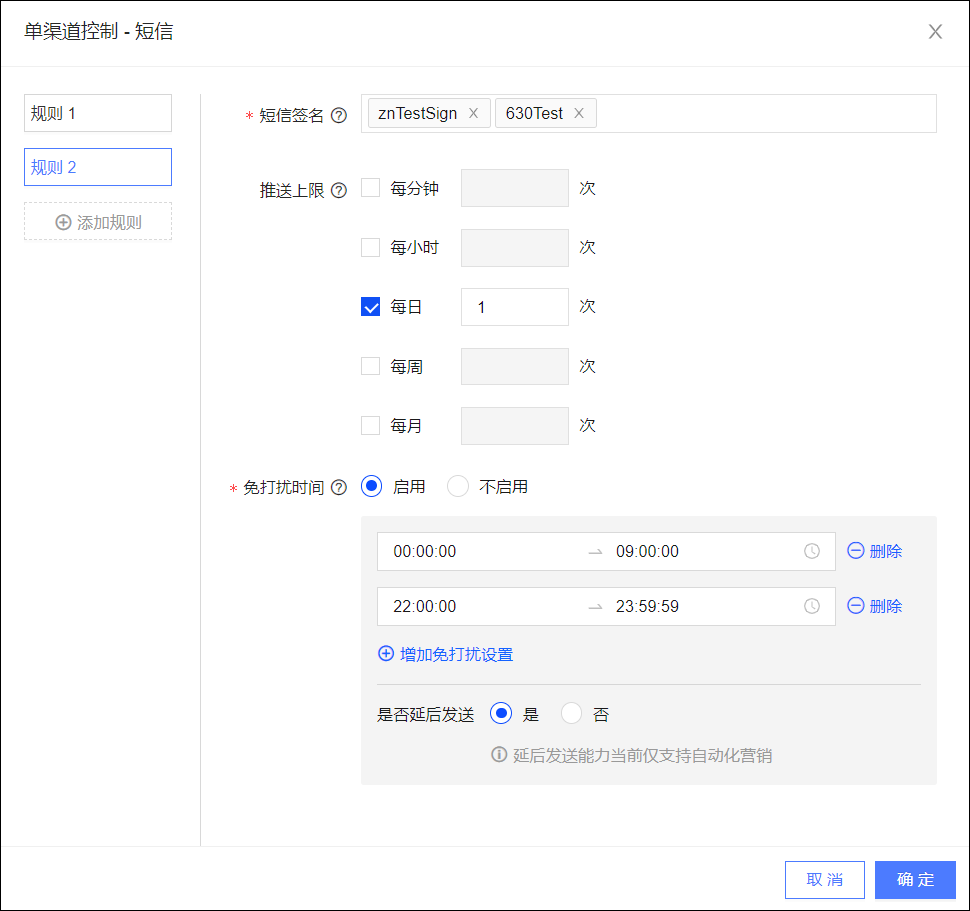 单渠道控制 - 短信
规则 1
规则 2
添加规则
* 短信签名 znTestSign 630Test
推送上限 每分钟 次
每小时 次
每日 1 次
每周 次
每月 次
* 免打扰时间 启用 不启用
00:00:00 → 09:00:00 删除
22:00:00 → 23:59:59 删除
增加免打扰设置
是否延后发送 是 否
延后发送能力当前仅支持自动化营销
取 消 确 定